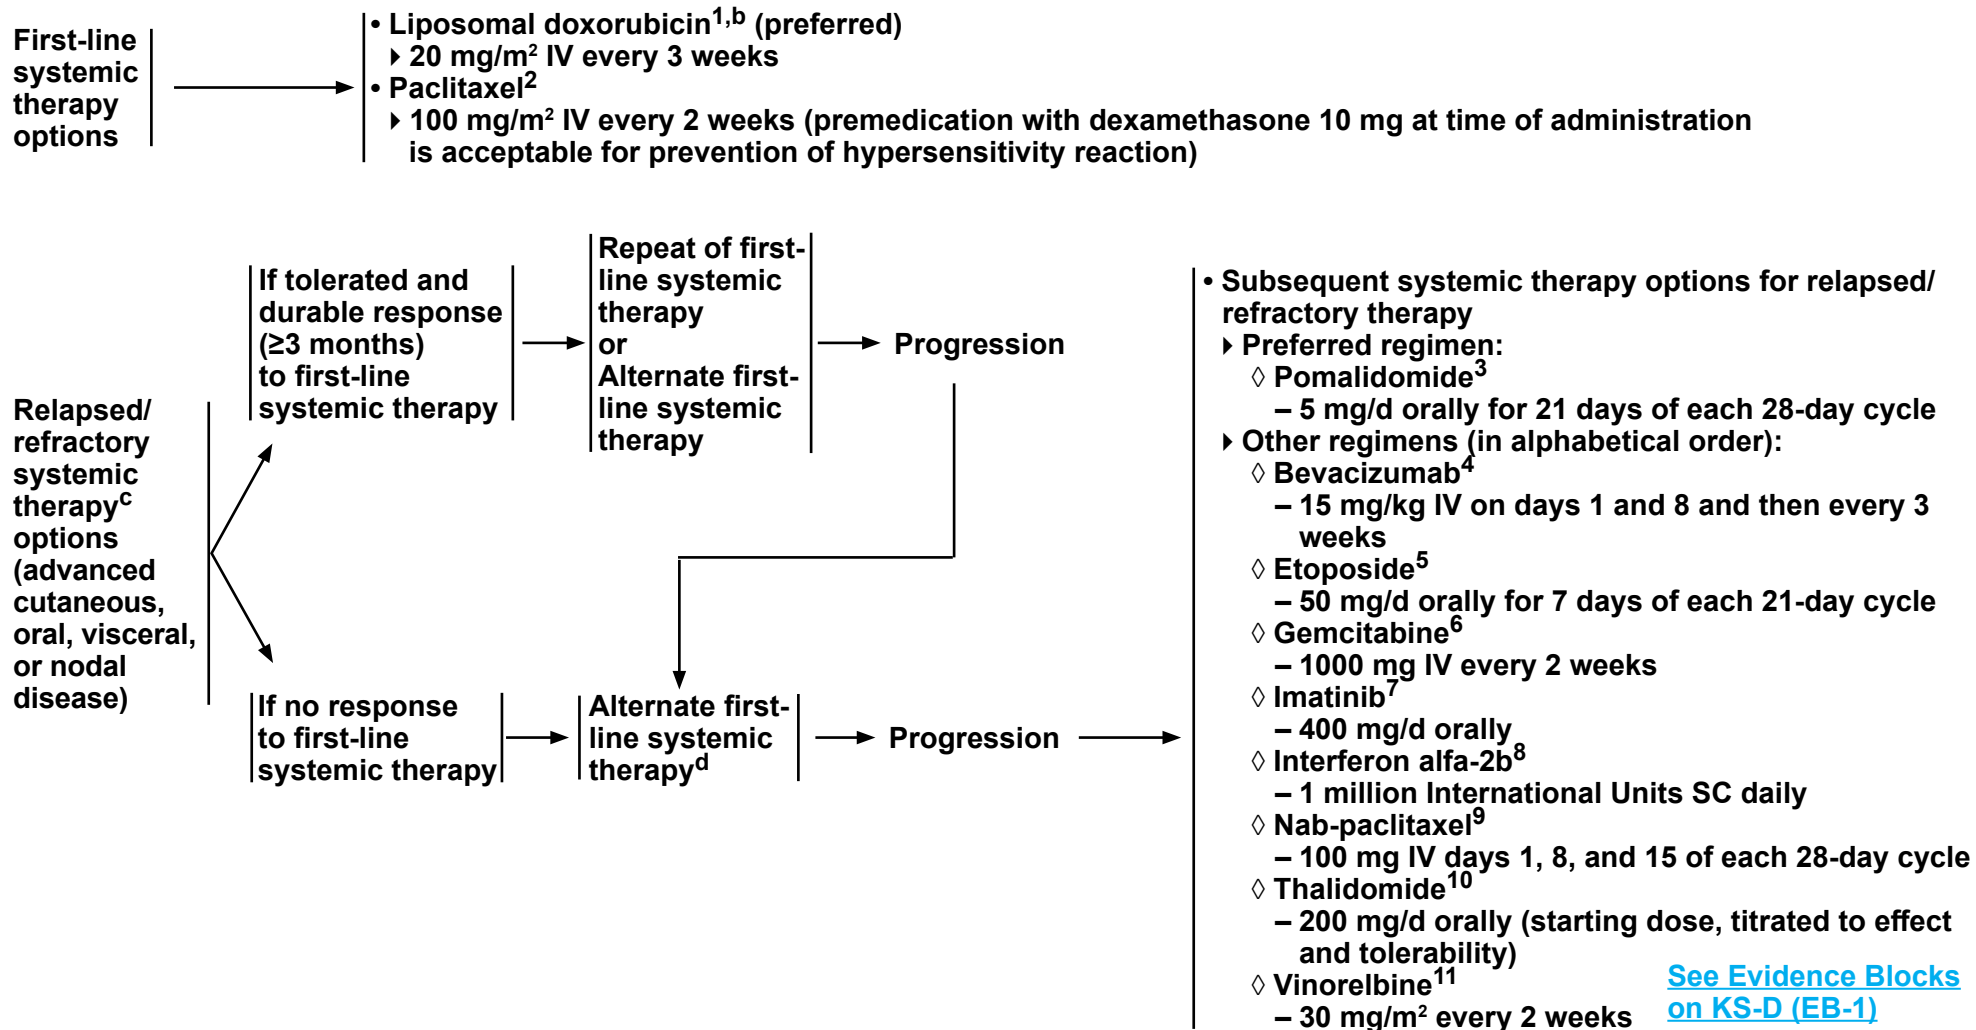 First-line
systemic
therapy
options
• Liposomal doxorubicin1,b (preferred)
▸ 20 mg/m2 IV every 3 weeks
• Paclitaxel2
▸ 100 mg/m2 IV every 2 weeks (premedication with dexamethasone 10 mg at time of administration
is acceptable for prevention of hypersensitivity reaction)
Relapsed/
refractory
systemic
therapyc
options
(advanced
cutaneous,
oral, visceral,
or nodal
disease)
If tolerated and
durable response
(≥3 months)
to first-line
systemic therapy
Repeat of first-
line systemic
therapy
or
Alternate first-
line systemic
therapy
Progression
If no response
to first-line
systemic therapy
Alternate first-
line systemic
therapyd
Progression
• Subsequent systemic therapy options for relapsed/
refractory therapy
▸ Preferred regimen:
◊ Pomalidomide3
– 5 mg/d orally for 21 days of each 28-day cycle
▸ Other regimens (in alphabetical order):
◊ Bevacizumab4
– 15 mg/kg IV on days 1 and 8 and then every 3
weeks
◊ Etoposide5
– 50 mg/d orally for 7 days of each 21-day cycle
◊ Gemcitabine6
– 1000 mg IV every 2 weeks
◊ Imatinib7
– 400 mg/d orally
◊ Interferon alfa-2b8
– 1 million International Units SC daily
◊ Nab-paclitaxel9
– 100 mg IV days 1, 8, and 15 of each 28-day cycle
◊ Thalidomide10
– 200 mg/d orally (starting dose, titrated to effect
and tolerability)
◊ Vinorelbine11
– 30 mg/m2 every 2 weeks
See Evidence Blocks
on KS-D (EB-1)